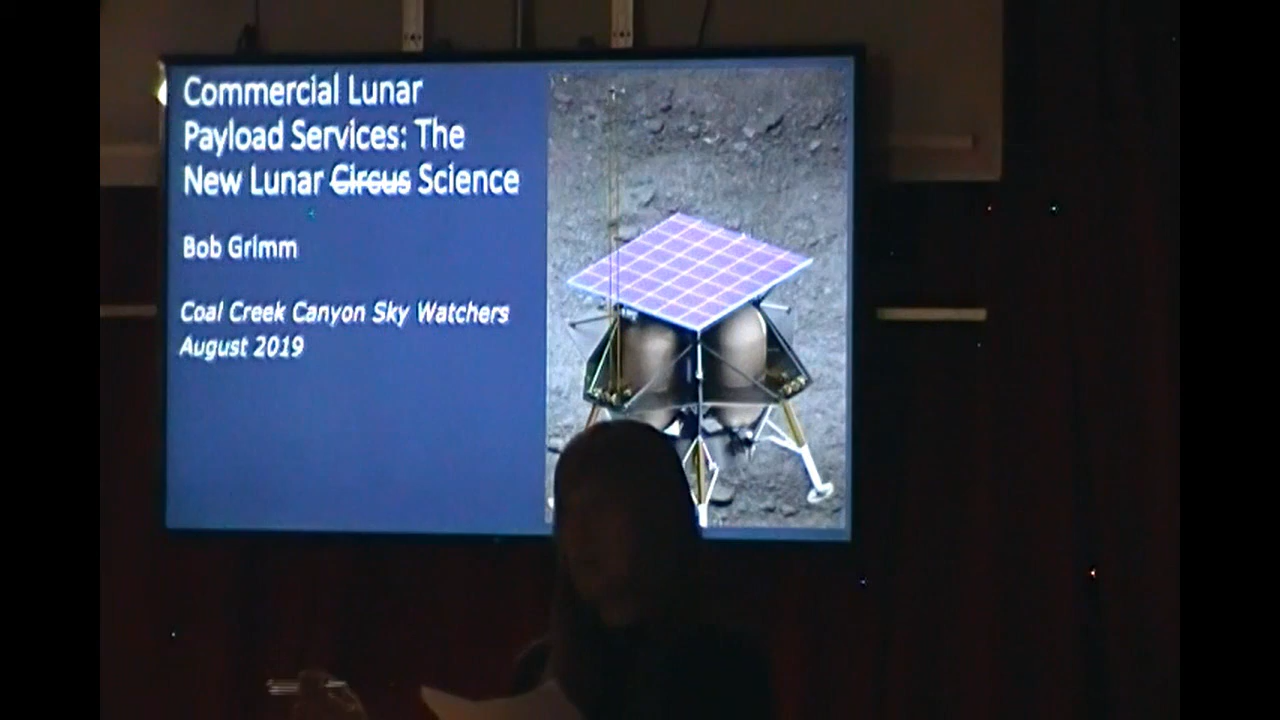 Commercial Lunar
Payload Services: The
New Lunar Circus Science
Bob Grimm
Coal Creek Canyon Sky Watchers
August 2019